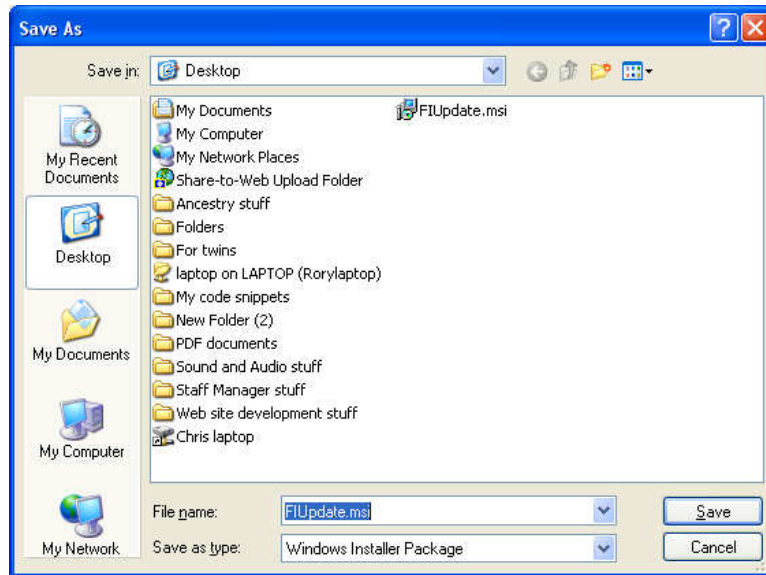 Save As
Save in:
Desktop
My Recent
Documents
Desktop
My Documents
My Computer
My Network
My Documents
My Computer
My Network Places
Share-to-Web Upload Folder
Ancestry stuff
Folders
For twins
laptop on LAPTOP (Rorylaptop)
My code snippets
New Folder (2)
PDF documents
Sound and Audio stuff
Staff Manager stuff
Web site development stuff
Chris laptop
FIUpdate.msi
File name:
FIUpdate.msi
Save
Save as type:
Windows Installer Package
Cancel